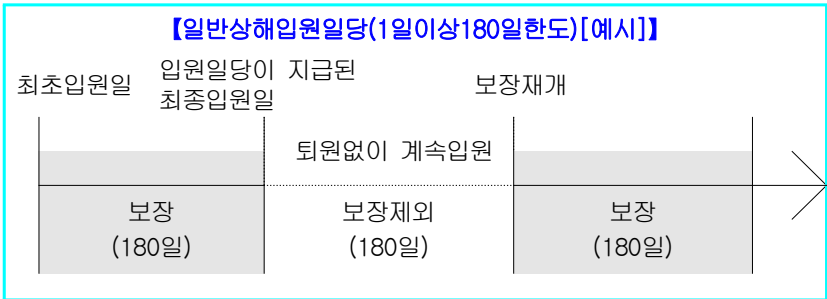 【일반상해입원일당(1일이상180일한도)[예시]】
최초입원일
입원일당이 지급된
최종입원일
보장재개
퇴원없이 계속입원
보장
(180일)
보장제외
(180일)
보장
(180일)